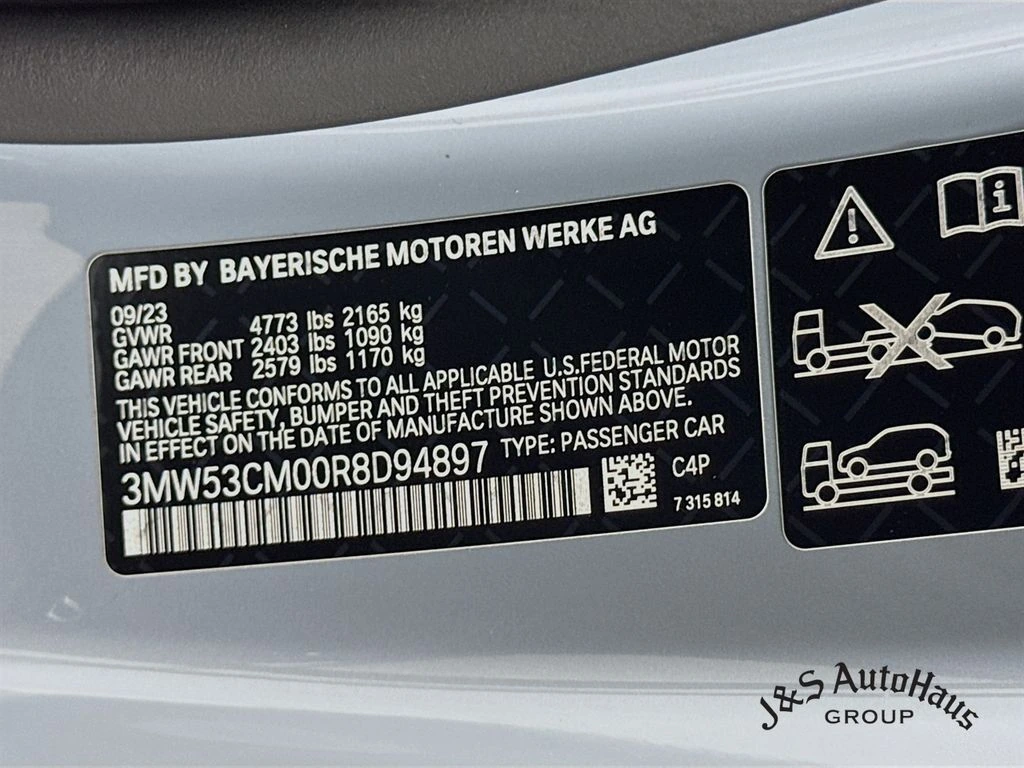 MFD BY BAYERISCHE MOTOREN WERKE AG
09/23
GVWR 4773 lbs 2165 kg
GAWR FRONT 2403 lbs 1090 kg
GAWR REAR 2579 lbs 1170 kg
THIS VEHICLE CONFORMS TO ALL APPLICABLE U.S.FEDERAL MOTOR
VEHICLE SAFETY, BUMPER AND THEFT PREVENTION STANDARDS
IN EFFECT ON THE DATE OF MANUFACTURE SHOWN ABOVE.
3MW53CM00R8D94897 TYPE: PASSENGER CAR
C4P
7 315 814
J&S AutoHaus
GROUP